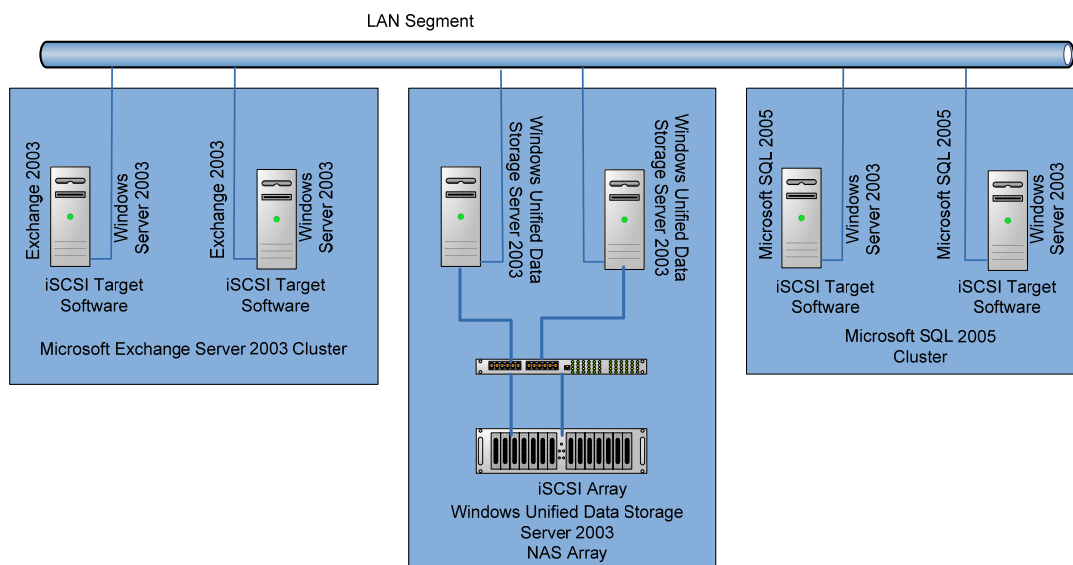 LAN Segment
Exchange 2003
Windows
Server 2003
iSCSI Target
Software
Exchange 2003
Windows
Server 2003
iSCSI Target
Software
Microsoft Exchange Server 2003 Cluster
Windows Unified Data
Storage Server 2003
Windows Unified Data
Storage Server 2003
iSCSI Array
Windows Unified Data Storage
Server 2003
NAS Array
Microsoft SQL 2005
Windows
Server 2003
iSCSI Target
Software
Microsoft SQL 2005
Windows
Server 2003
iSCSI Target
Software
Microsoft SQL 2005
Cluster